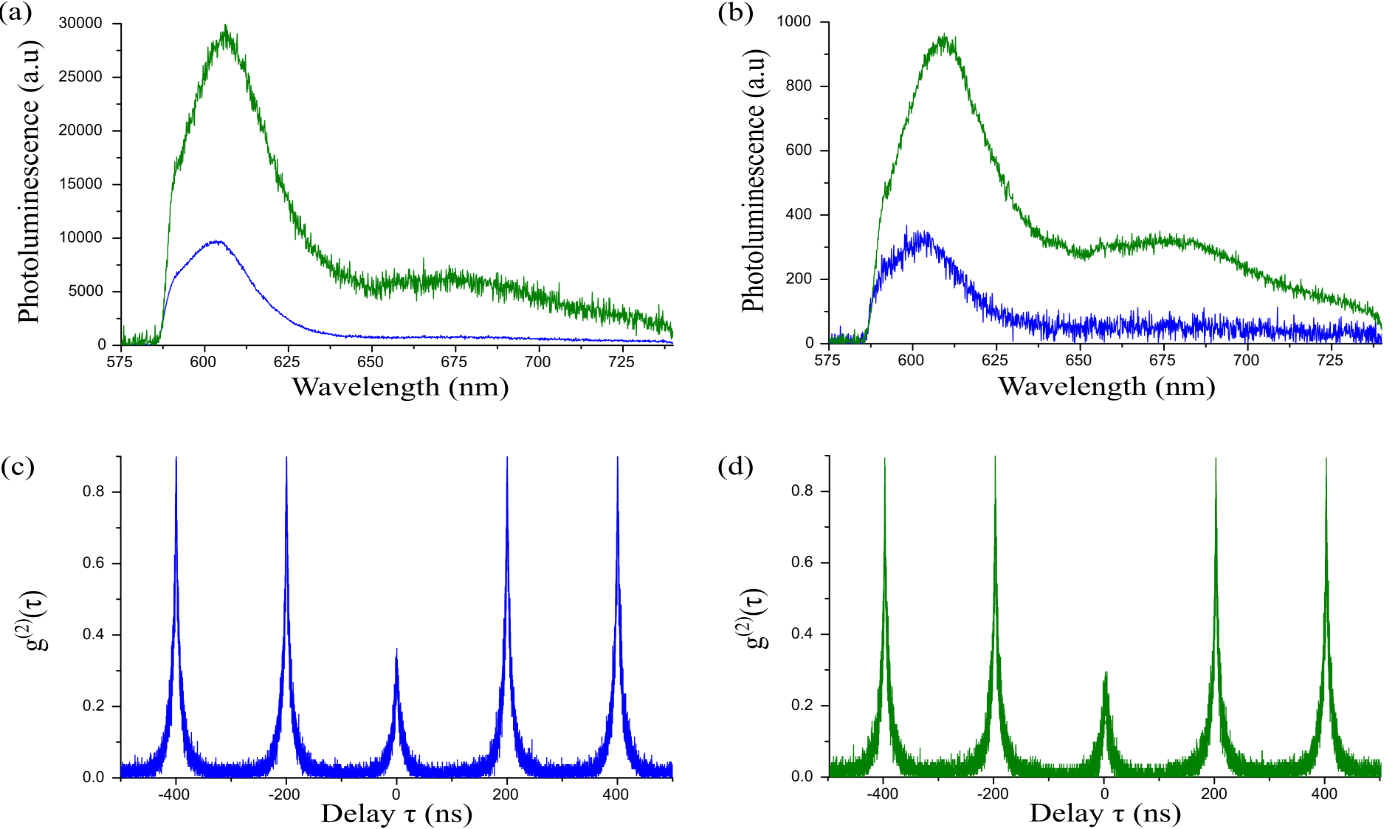 (a)
Photoluminescence (a.u)
30000
25000
20000
15000
10000
5000
0
575 600 625 650 675 700 725
Wavelength (nm)
(b)
Photoluminescence (a.u)
1000
800
600
400
200
0
575 600 625 650 675 700 725
Wavelength (nm)
(c)
g⁽²⁾(τ)
0.8
0.6
0.4
0.2
0.0
-400 -200 0 200 400
Delay τ (ns)
(d)
g⁽²⁾(τ)
0.8
0.6
0.4
0.2
0.0
-400 -200 0 200 400
Delay τ (ns)